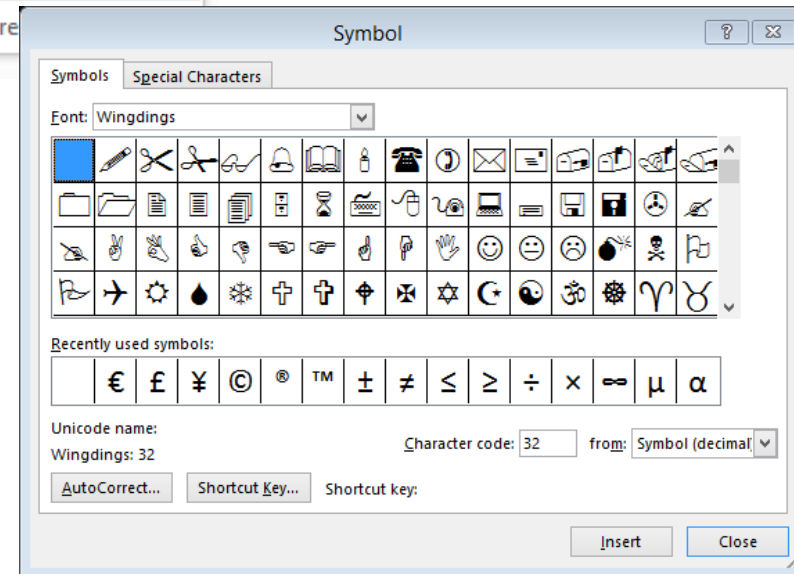 re
Symbol
Symbols Special Characters
Font: Wingdings
Recently used symbols:
€ £ ¥ © ® ™ ± ≠ ≤ ≥ ÷ × ∞ µ α
Unicode name:
Wingdings: 32
Character code: 32 from: Symbol (decimal
AutoCorrect... Shortcut Key... Shortcut key:
Insert Close